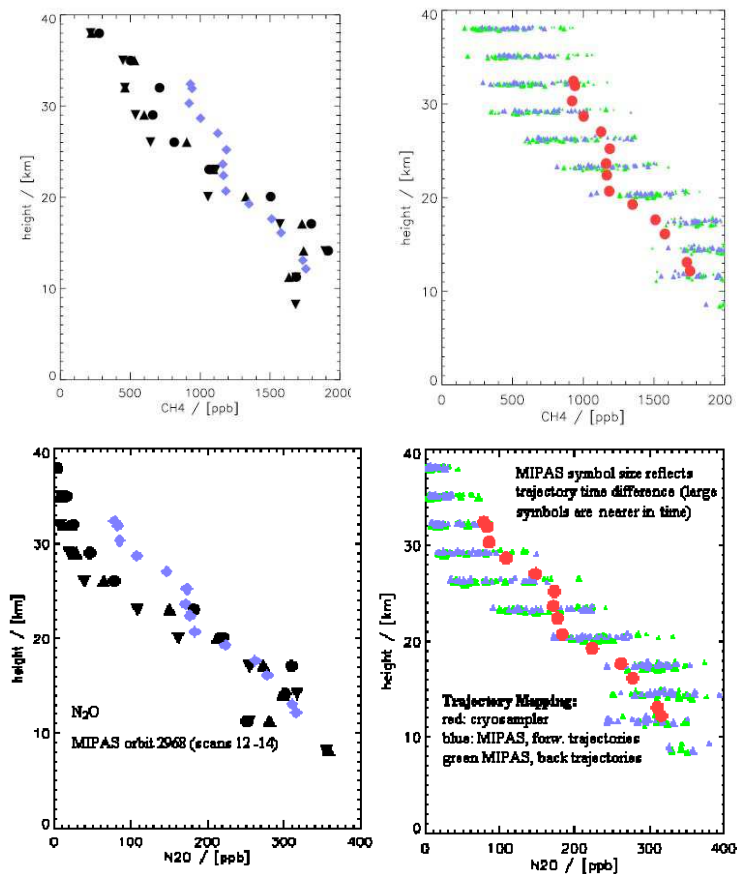 40
30
20
10
0
height / [km]
0 500 1000 1500 2000
CH4 / [ppb]
40
30
20
10
0
height / [km]
0 500 1000 1500 200
CH4 / [ppb]
40
30
20
10
0
height / [km]
N2O
MIPAS orbit 2968 (scans 12 -14)
0 100 200 300 400
N2O / [ppb]
40
30
20
10
0
height / [km]
MIPAS symbol size reflects
trajectory time difference (large
symbols are nearer in time)
Trajectory Mapping:
red: cryosampler
blue: MIPAS, forw. trajectories
green MIPAS, back trajectories
0 100 200 300 400
N2O / [ppb]